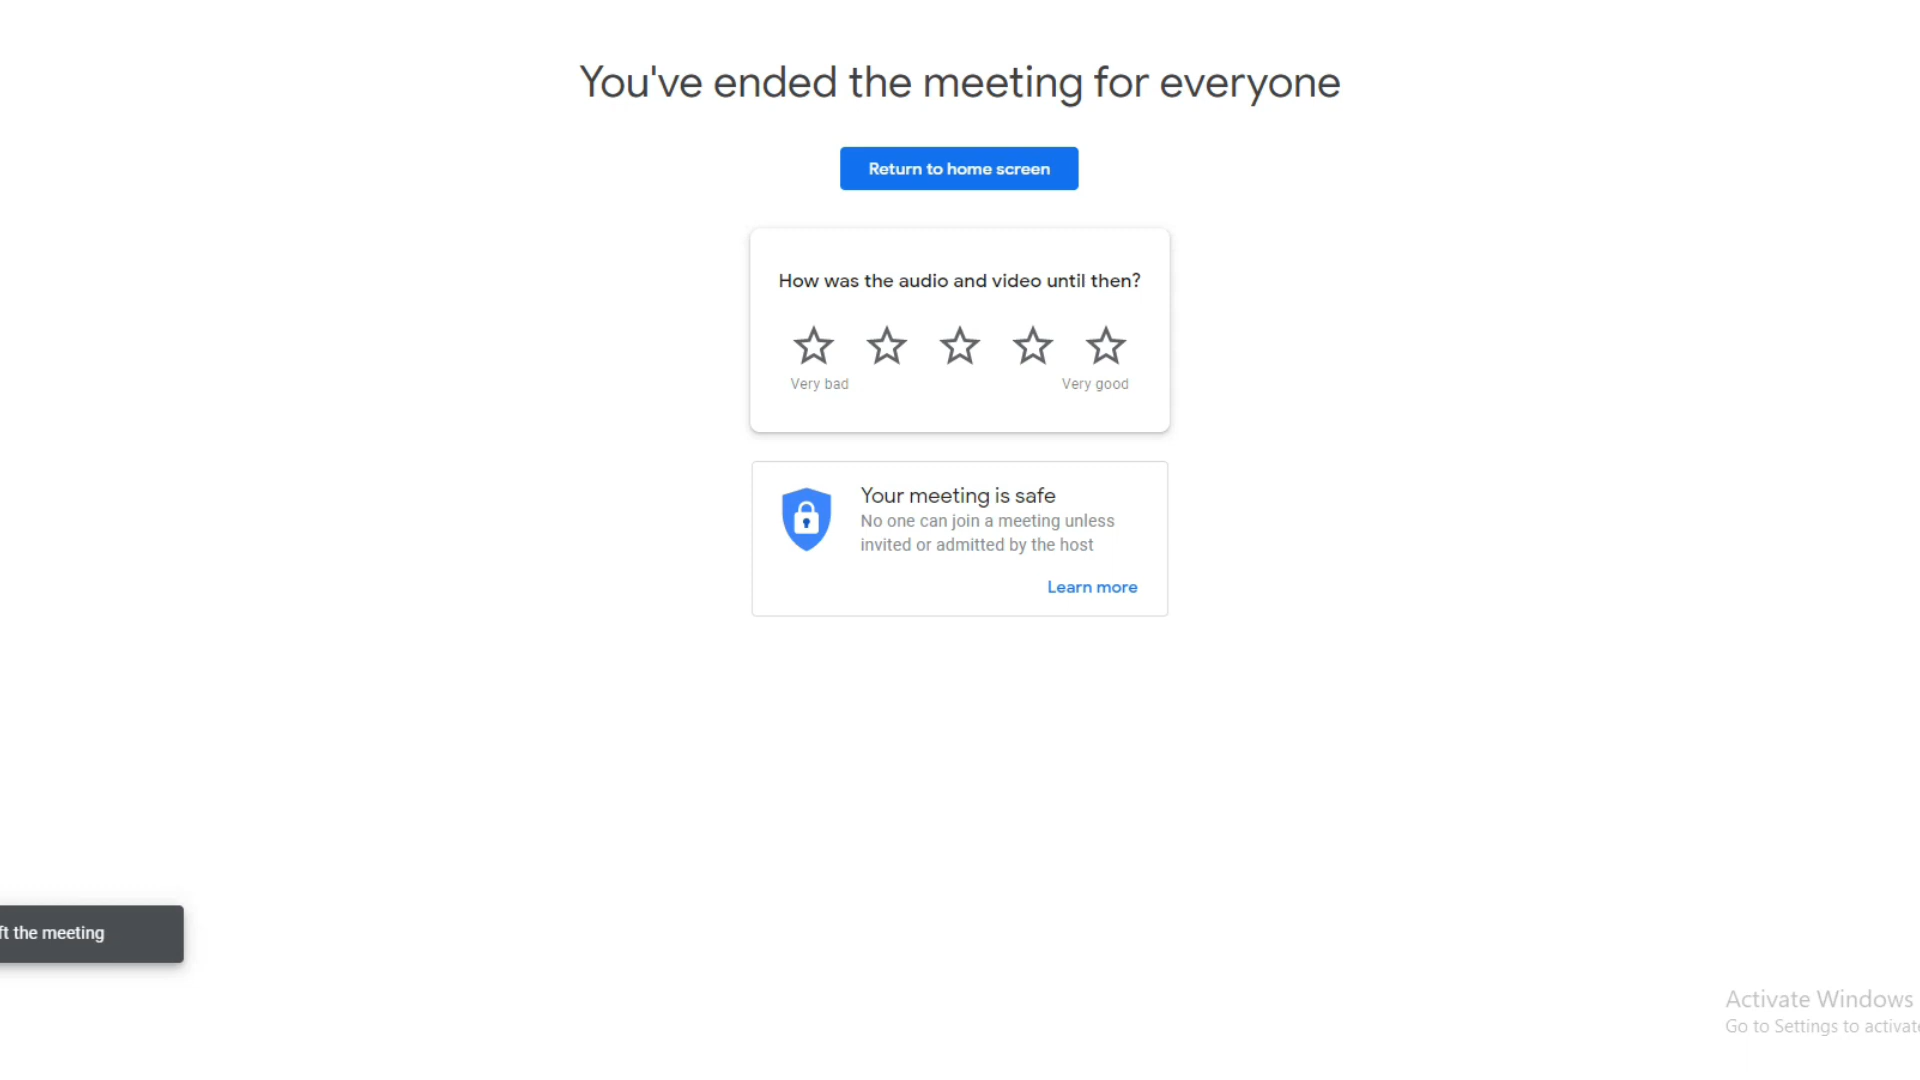 You've ended the meeting for everyone
Return to home screen
How was the audio and video until then?
Very bad
Very good
Your meeting is safe
No one can join a meeting unless
invited or admitted by the host
Learn more
the meeting
Activate Windows
Go to Settings to